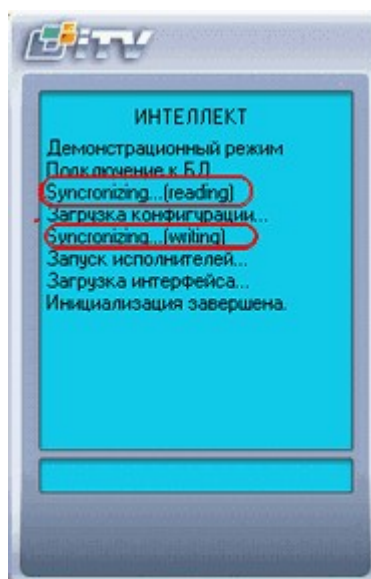 iTV
ИНТЕЛЛЕКТ
Демонстрационный режим
Подключение к БД
Syncronizing...(reading)
Загрузка конфигурации...
Syncronizing...(writing)
Запуск исполнителей...
Загрузка интерфейса...
Инициализация завершена.